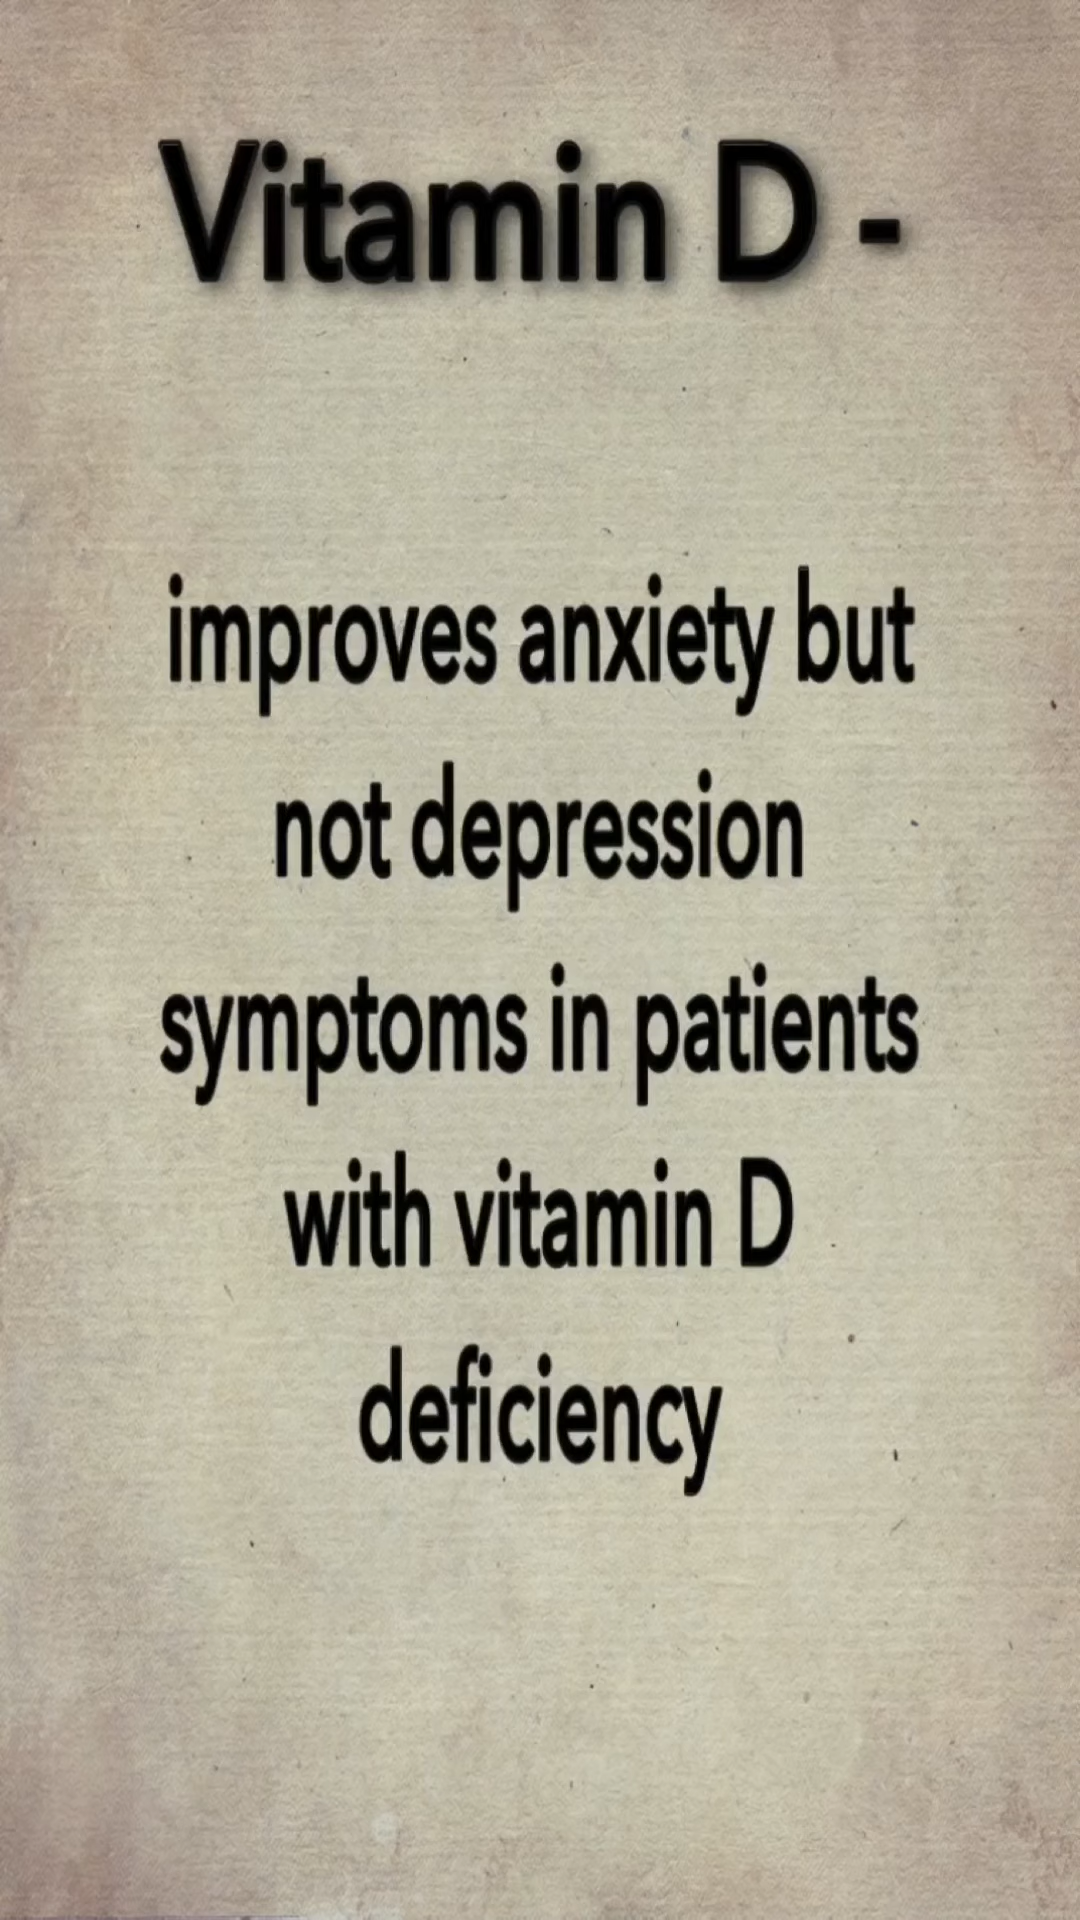 Vitamin D -
improves anxiety but
not depression
symptoms in patients
with vitamin D
deficiency